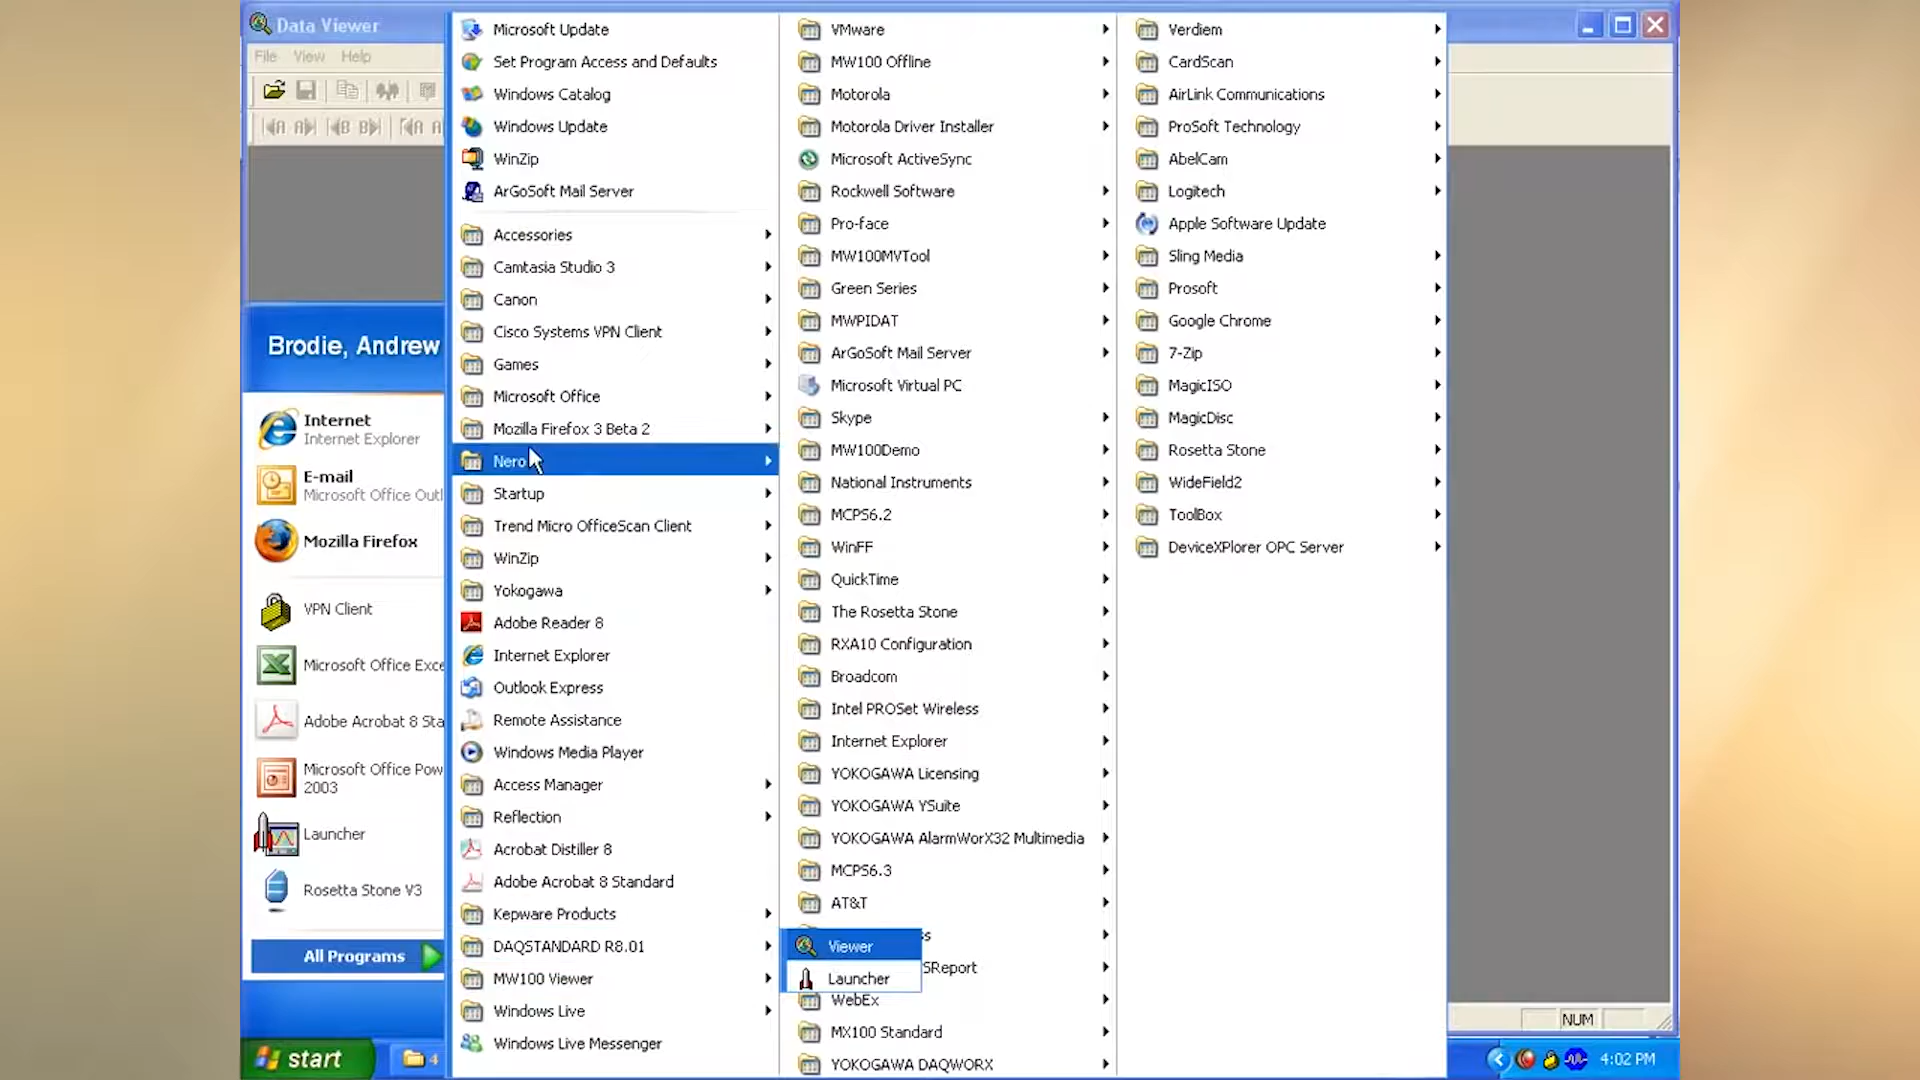 Data Viewer
File View Help
Brodie, Andrew
Internet
Internet Explorer
E-mail
Microsoft Office
Mozilla Firefox
VPN Client
Microsoft Office
Adobe Acrobat 8
Microsoft Office
2003
Launcher
Rosetta Stone V3
All Programs
start
4
Microsoft Update
Set Program Access and Defaults
Windows Catalog
Windows Update
WinZip
ArGoSoft Mail Server
Accessories
Camtasia Studio 3
Canon
Cisco Systems VPN Client
Games
Microsoft Office
Mozilla Firefox 3 Beta 2
Nero
Startup
Trend Micro OfficeScan Client
WinZip
Yokogawa
Adobe Reader 8
Internet Explorer
Outlook Express
Remote Assistance
Windows Media Player
Access Manager
Reflection
Acrobat Distiller 8
Adobe Acrobat 8 Standard
Kepware Products
DAQSTANDARD R8.01
MW100 Viewer
Windows Live
Windows Live Messenger
VMware
MW100 Offline
Motorola
Motorola Driver Installer
Microsoft ActiveSync
Rockwell Software
Pro-face
MW100MVTool
Green Series
MWPIDAT
ArGoSoft Mail Server
Microsoft Virtual PC
Skype
MW100Demo
National Instruments
MCPS6.2
WinFF
QuickTime
The Rosetta Stone
RXA10 Configuration
Broadcom
Intel PROSet Wireless
Internet Explorer
YOKOGAWA Licensing
YOKOGAWA YSuite
YOKOGAWA AlarmWorX32 Multimedia
MCPS6.3
AT&T
Viewer
Launcher
WebEx
MX100 Standard
YOKOGAWA DAQWORX
Verdiem
CardScan
AirLink Communications
ProSoft Technology
AbelCam
Logitech
Apple Software Update
Sling Media
Prosoft
Google Chrome
7-Zip
MagicISO
MagicDisc
Rosetta Stone
WideField2
ToolBox
DeviceXPlorer OPC Server
NUM
4:02 PM